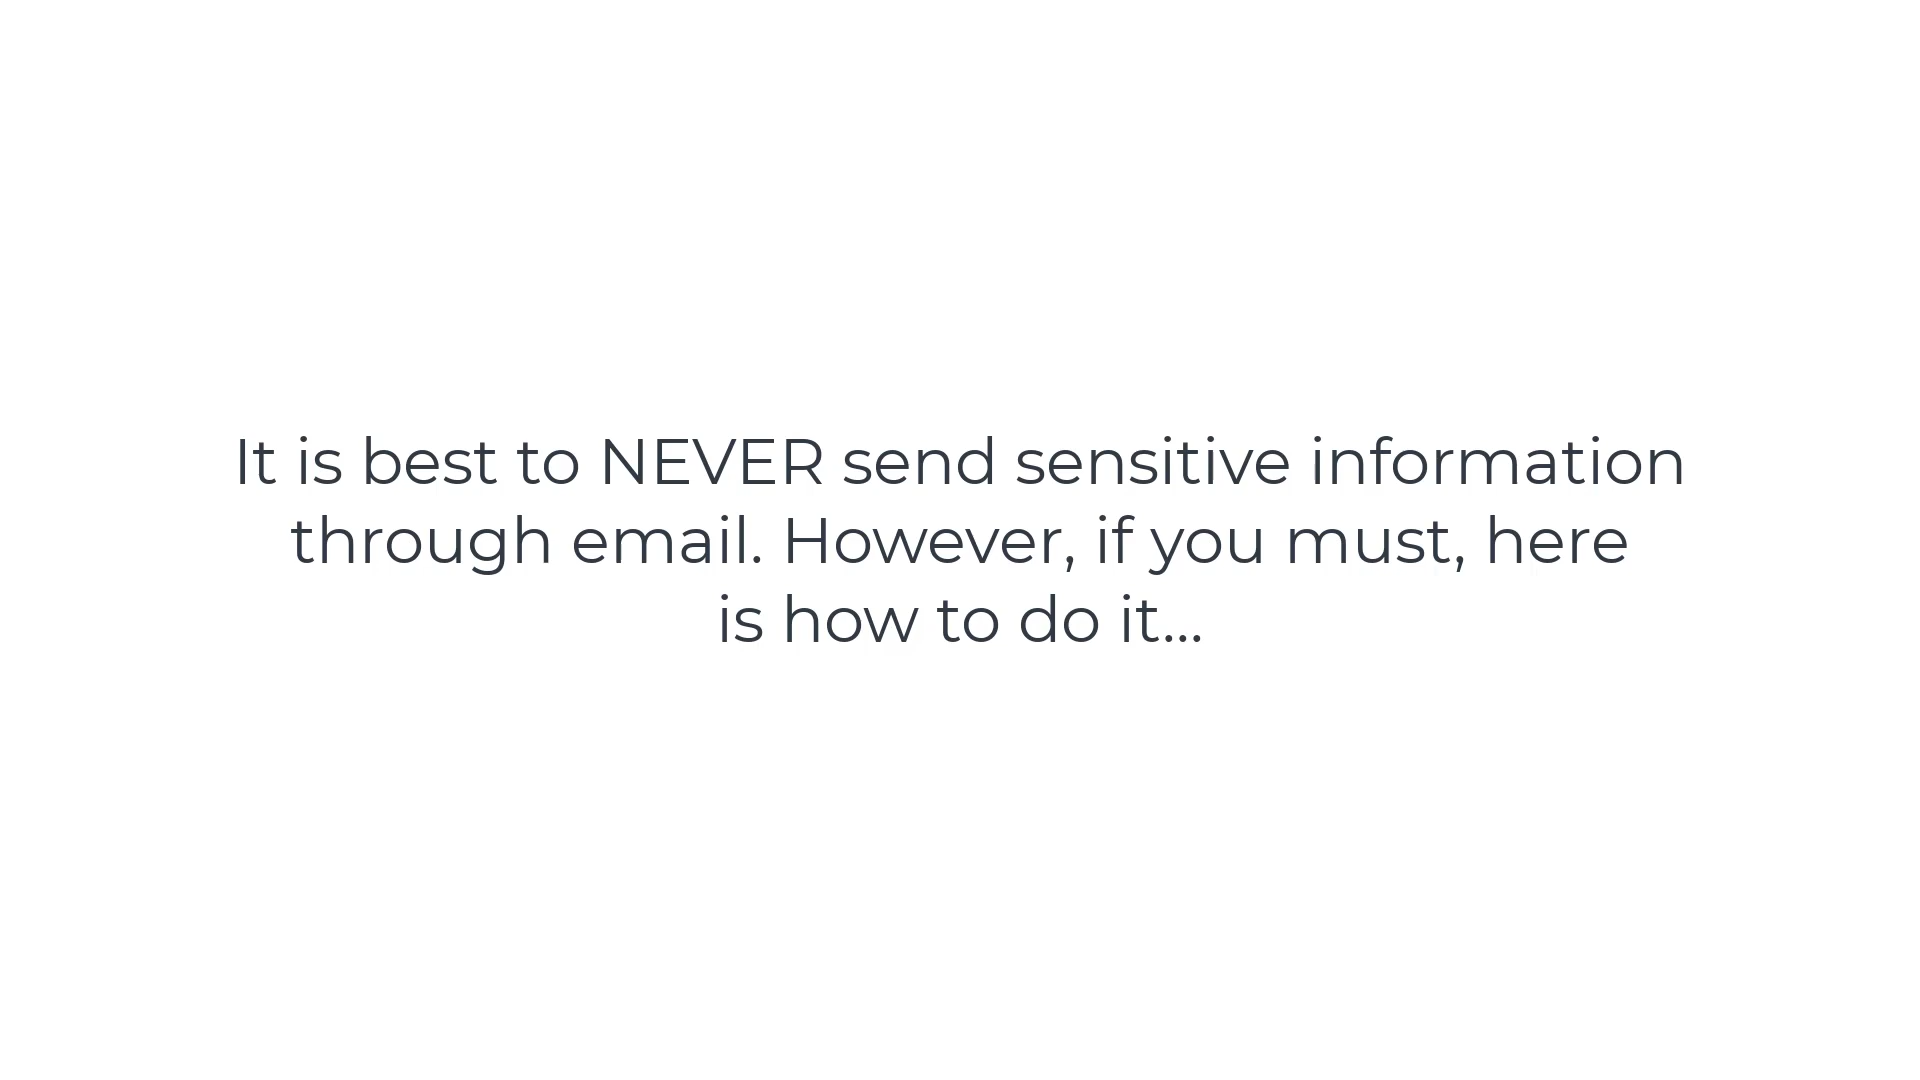 It is best to NEVER send sensitive information
through email. However, if you must, here
is how to do it...